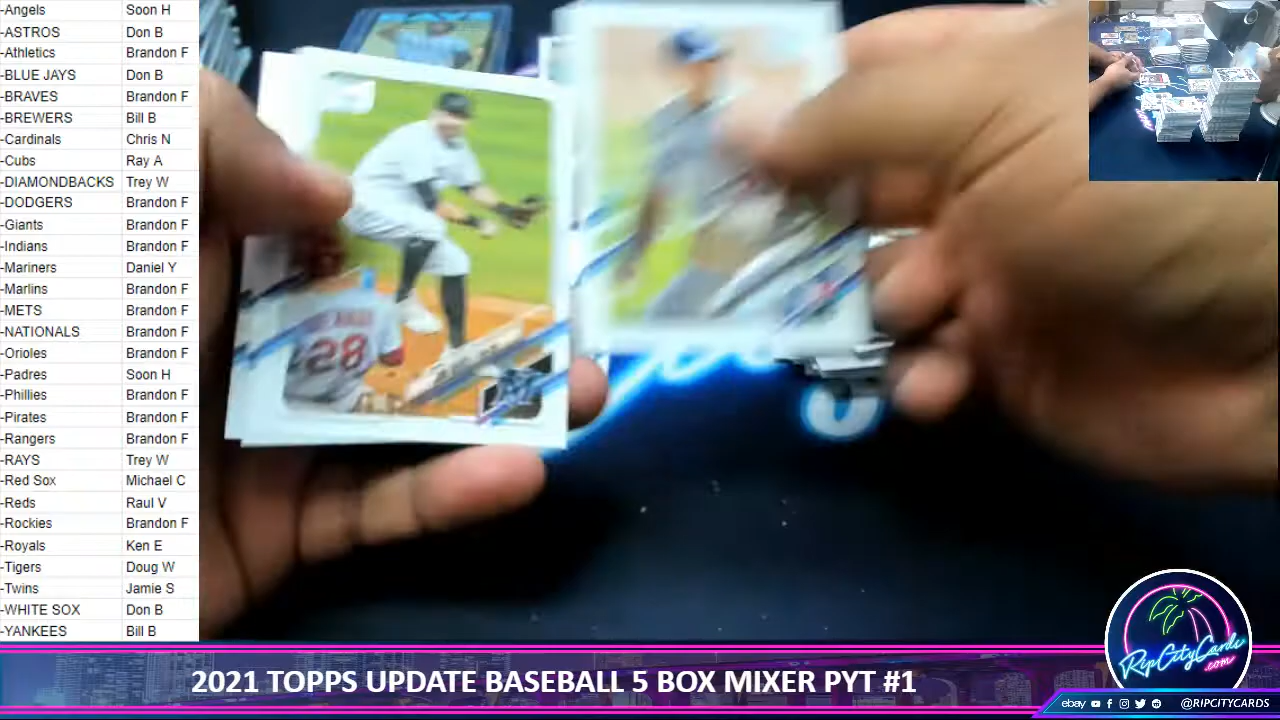 -Angels Soon H
-ASTROS Don B
-Athletics Brandon F
-BLUE JAYS Don B
-BRAVES Brandon F
-BREWERS Bill B
-Cardinals Chris N
-Cubs Ray A
-DIAMONDBACKS Trey W
-DODGERS Brandon F
-Giants Brandon F
-Indians Brandon F
-Mariners Daniel Y
-Marlins Brandon F
-METS Brandon F
-NATIONALS Brandon F
-Orioles Brandon F
-Padres Soon H
-Phillies Brandon F
-Pirates Brandon F
-Rangers Brandon F
-RAYS Trey W
-Red Sox Michael C
-Reds Raul V
-Rockies Brandon F
-Royals Ken E
-Tigers Doug W
-Twins Jamie S
-WHITE SOX Don B
-YANKEES Bill B
28
RipCityCards
.com
2021 TOPPS UPDATE BASEBALL 5 BOX MIXER PYT #1
ebay @RIPCITYCARDS